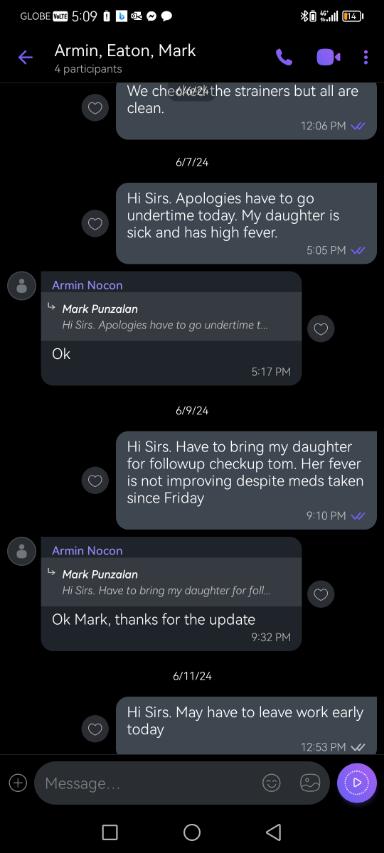 GLOBE VoLTE 5:09 4G 14
Armin, Eaton, Mark
4 participants
6/6/24
We checked the strainers but all are
clean.
12:06 PM
6/7/24
Hi Sirs. Apologies have to go
undertime today. My daughter is
sick and has high fever.
5:05 PM
Armin Nocon
Mark Punzalan
Hi Sirs. Apologies have to go undertime t...
Ok
5:17 PM
6/9/24
Hi Sirs. Have to bring my daughter
for followup checkup tom. Her fever
is not improving despite meds taken
since Friday
9:10 PM
Armin Nocon
Mark Punzalan
Hi Sirs. Have to bring my daughter for foll...
Ok Mark, thanks for the update
9:32 PM
6/11/24
Hi Sirs. May have to leave work early
today
12:53 PM
Message...